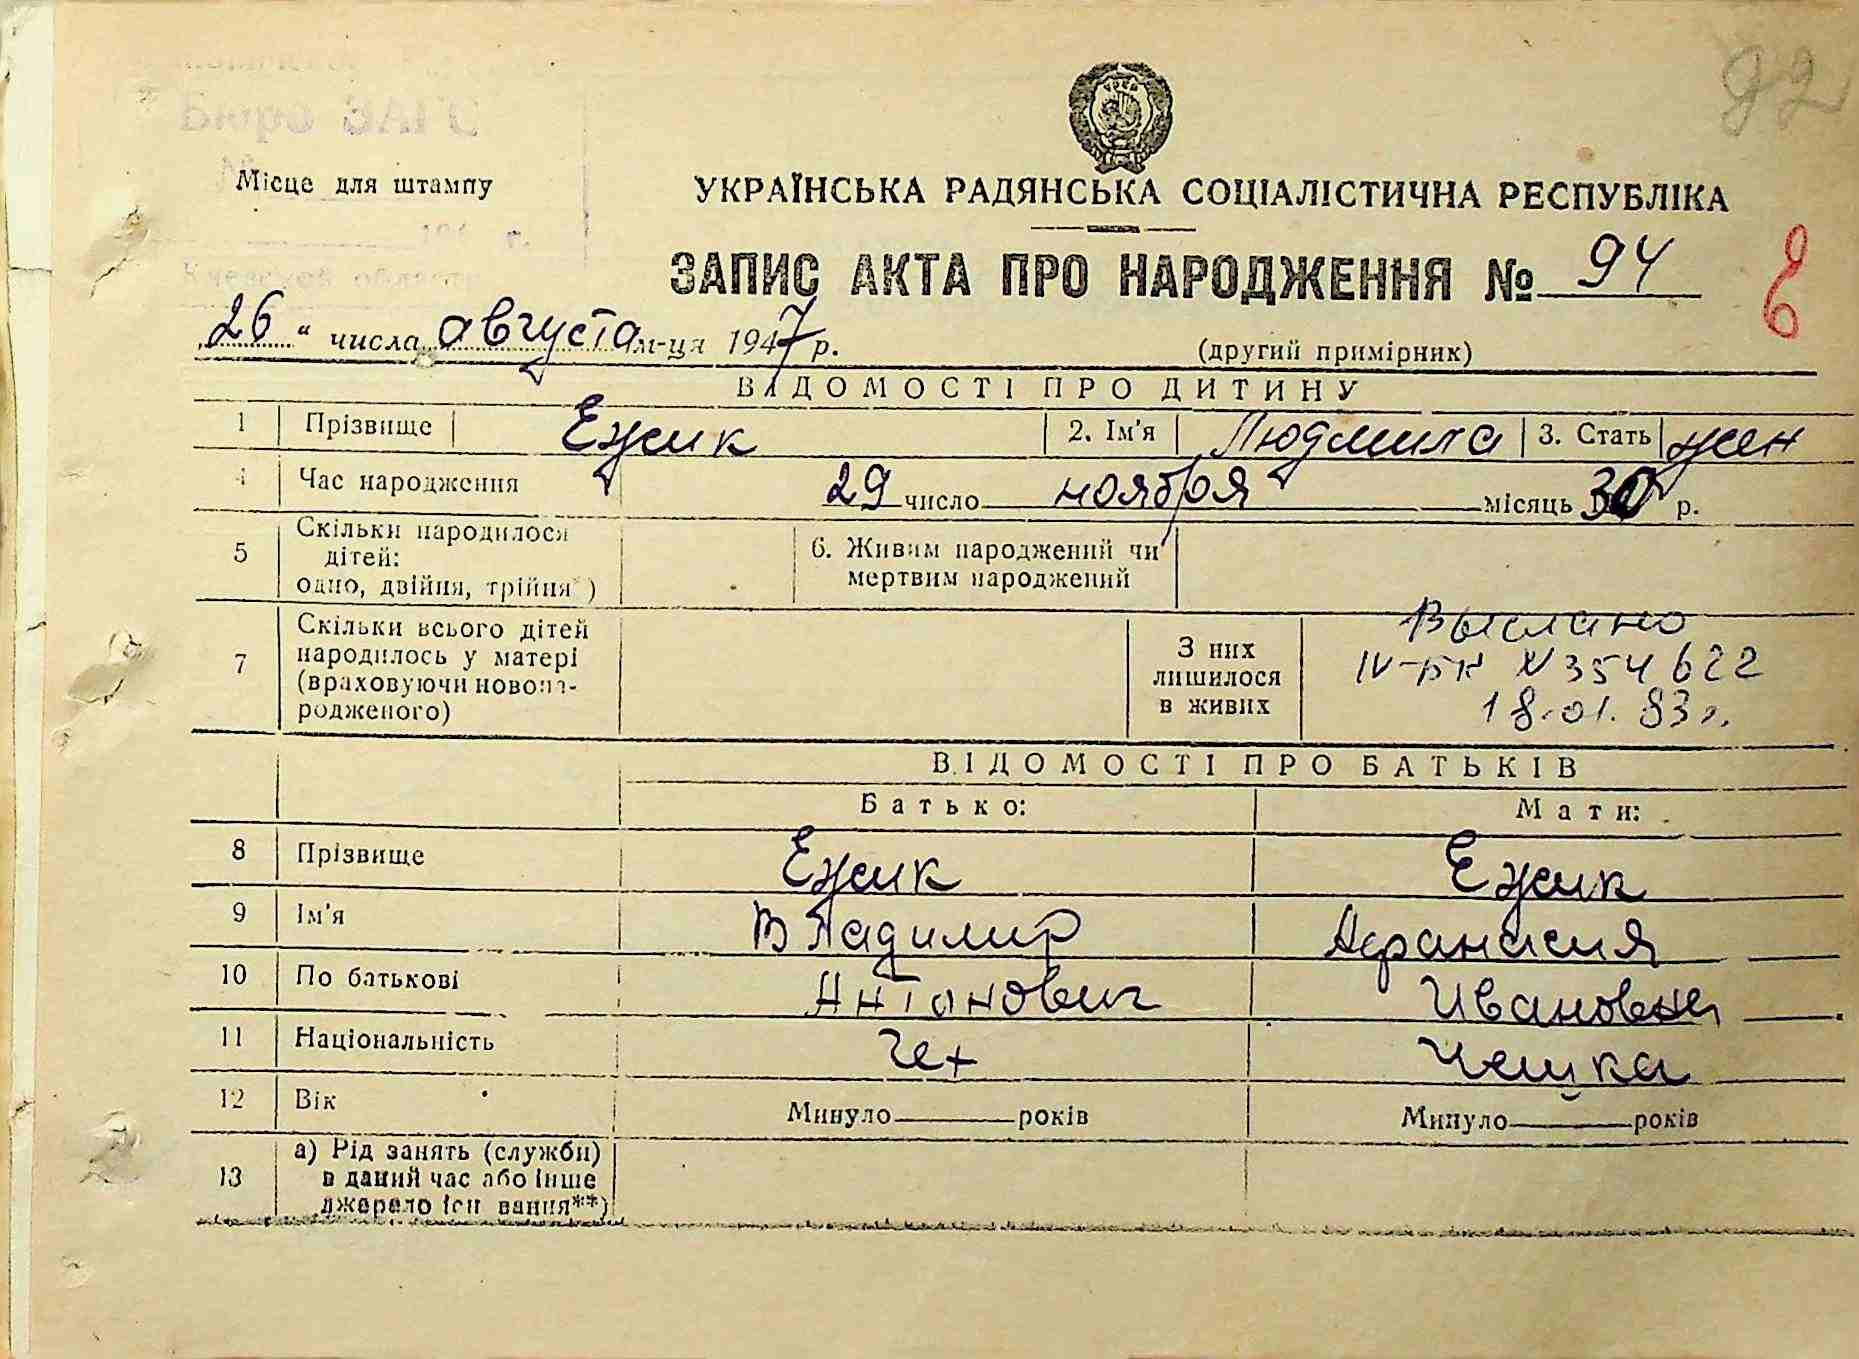 92
Місце для штампу
УКРАЇНСЬКА РАДЯНСЬКА СОЦІАЛІСТИЧНА РЕСПУБЛІКА
ЗАПИС АКТА ПРО НАРОДЖЕННЯ № 94
„26“ числа августа м-ця 1947 р.
(другий примірник)
ВІДОМОСТІ ПРО ДИТИНУ
1 Прізвище Ежик 2. Ім'я Людмила 3. Стать жен
4 Час народження 29 число ноября місяць 30 р.
5 Скільки народилося дітей: одно, двійня, трійня*) 6. Живим народжений чи мертвим народжений
7 Скільки всього дітей народилось у матері (враховуючи новонародженого) З них лишилося в живих
Выслано
IV-БК № 354622
18.01.83 г.
ВІДОМОСТІ ПРО БАТЬКІВ
Батько: Мати:
8 Прізвище Ежик Ежик
9 Ім'я Владимир Афанасия
10 По батькові Антонович Ивановна
11 Національність Чех Чешка
12 Вік Минуло ——— років Минуло ——— років
13 а) Рід занять (служби) в даний час або інше джерело існування**)